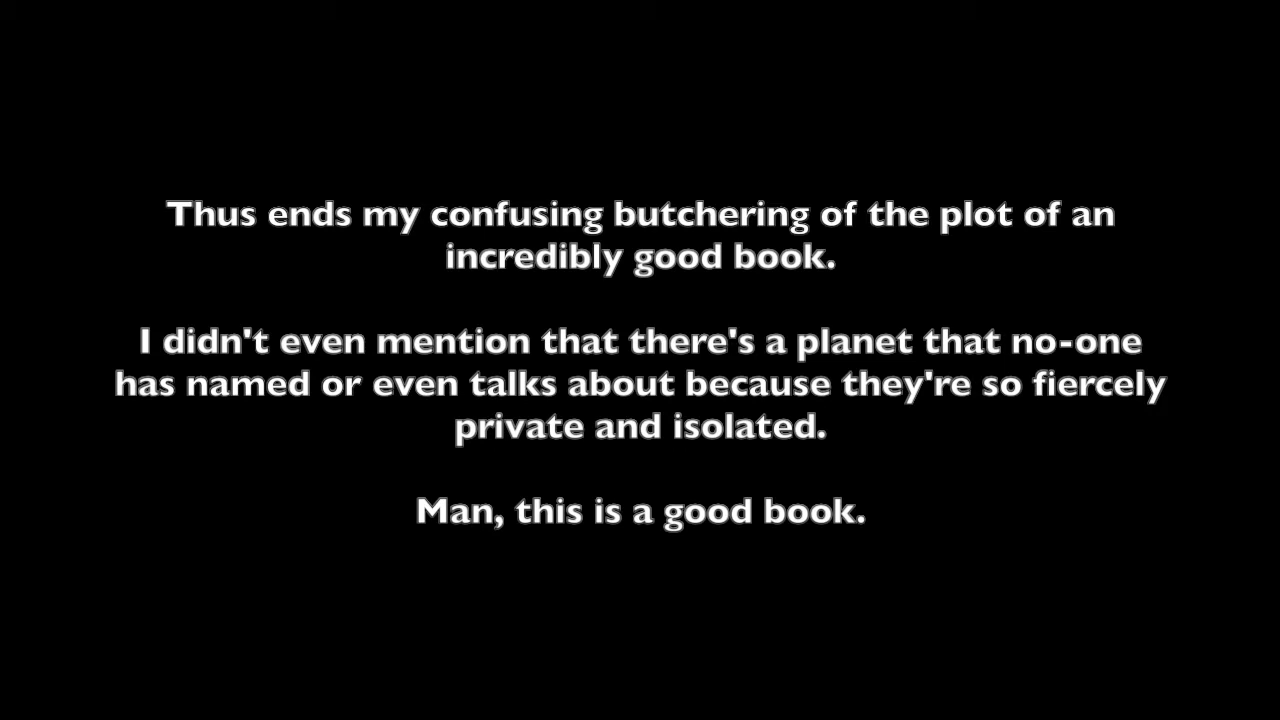 Thus ends my confusing butchering of the plot of an
incredibly good book.
I didn't even mention that there's a planet that no-one
has named or even talks about because they're so fiercely
private and isolated.
Man, this is a good book.